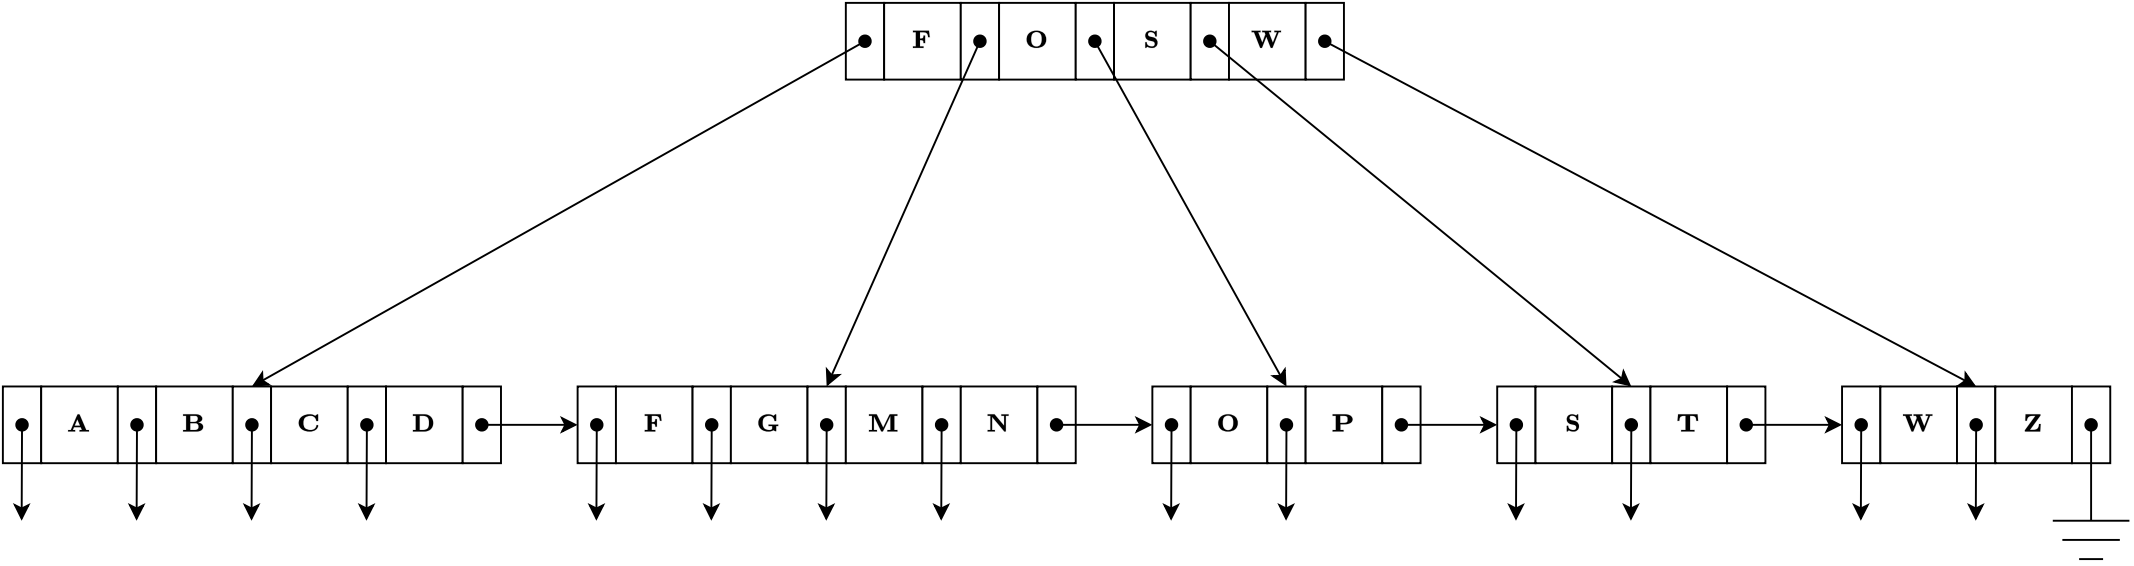 F O S W
A B C D F G M N O P S T W Z